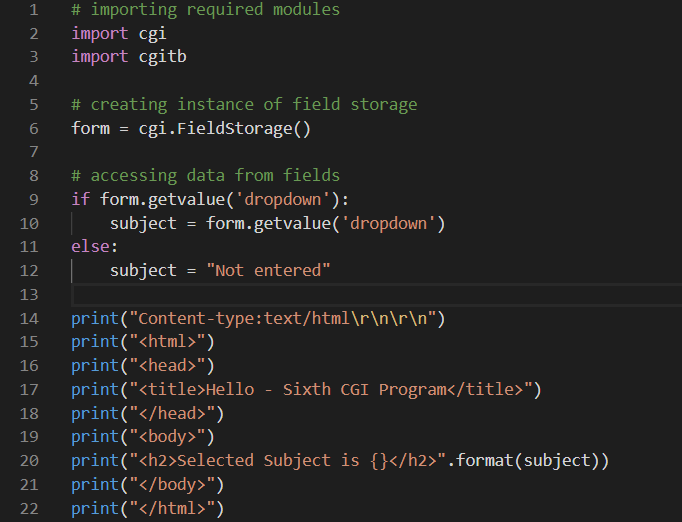 1 # importing required modules
2 import cgi
3 import cgitb
4
5 # creating instance of field storage
6 form = cgi.FieldStorage()
7
8 # accessing data from fields
9 if form.getvalue('dropdown'):
10     subject = form.getvalue('dropdown')
11 else:
12     subject = "Not entered"
13
14 print("Content-type:text/html\r\n\r\n")
15 print("<html>")
16 print("<head>")
17 print("<title>Hello - Sixth CGI Program</title>")
18 print("</head>")
19 print("<body>")
20 print("<h2>Selected Subject is {}</h2>".format(subject))
21 print("</body>")
22 print("</html>")